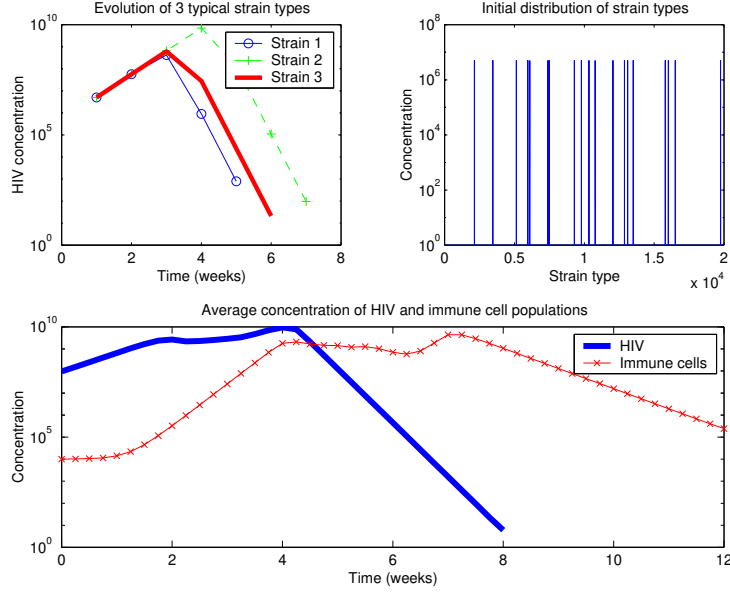 Evolution of 3 typical strain types
10^10
10^5
10^0
HIV concentration
0 2 4 6 8
Time (weeks)
Strain 1
Strain 2
Strain 3
Initial distribution of strain types
10^8
10^6
10^4
10^2
10^0
Concentration
0 0.5 1 1.5 2
Strain type
x 10^4
Average concentration of HIV and immune cell populations
10^10
10^5
10^0
Concentration
0 2 4 6 8 10 12
Time (weeks)
HIV
Immune cells